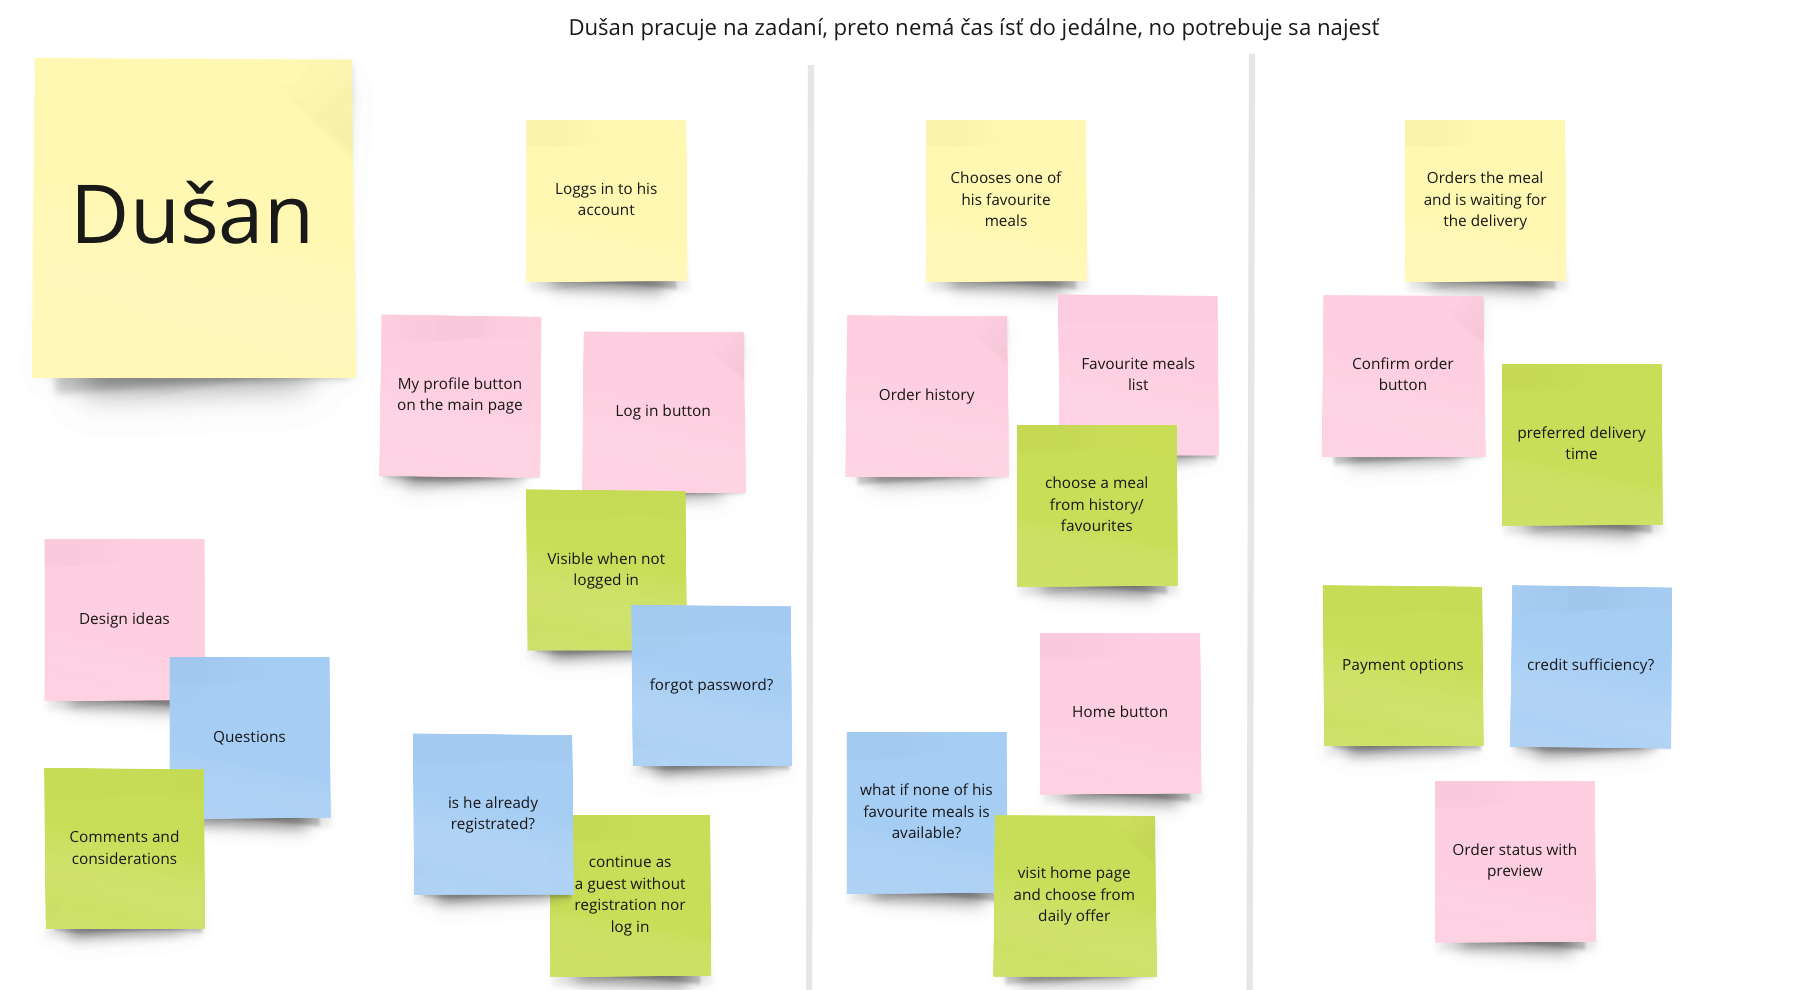 Dušan pracuje na zadaní, preto nemá čas ísť do jedálne, no potrebuje sa najesť
Dušan
Design ideas
Questions
Comments and
considerations
Loggs in to his
account
My profile button
on the main page
Log in button
Visible when not
logged in
forgot password?
is he already
registrated?
continue as
a guest without
registration nor
log in
Chooses one of
his favourite
meals
Order history
Favourite meals
list
choose a meal
from history/
favourites
Home button
what if none of his
favourite meals is
available?
visit home page
and choose from
daily offer
Orders the meal
and is waiting for
the delivery
Confirm order
button
preferred delivery
time
Payment options
credit sufficiency?
Order status with
preview